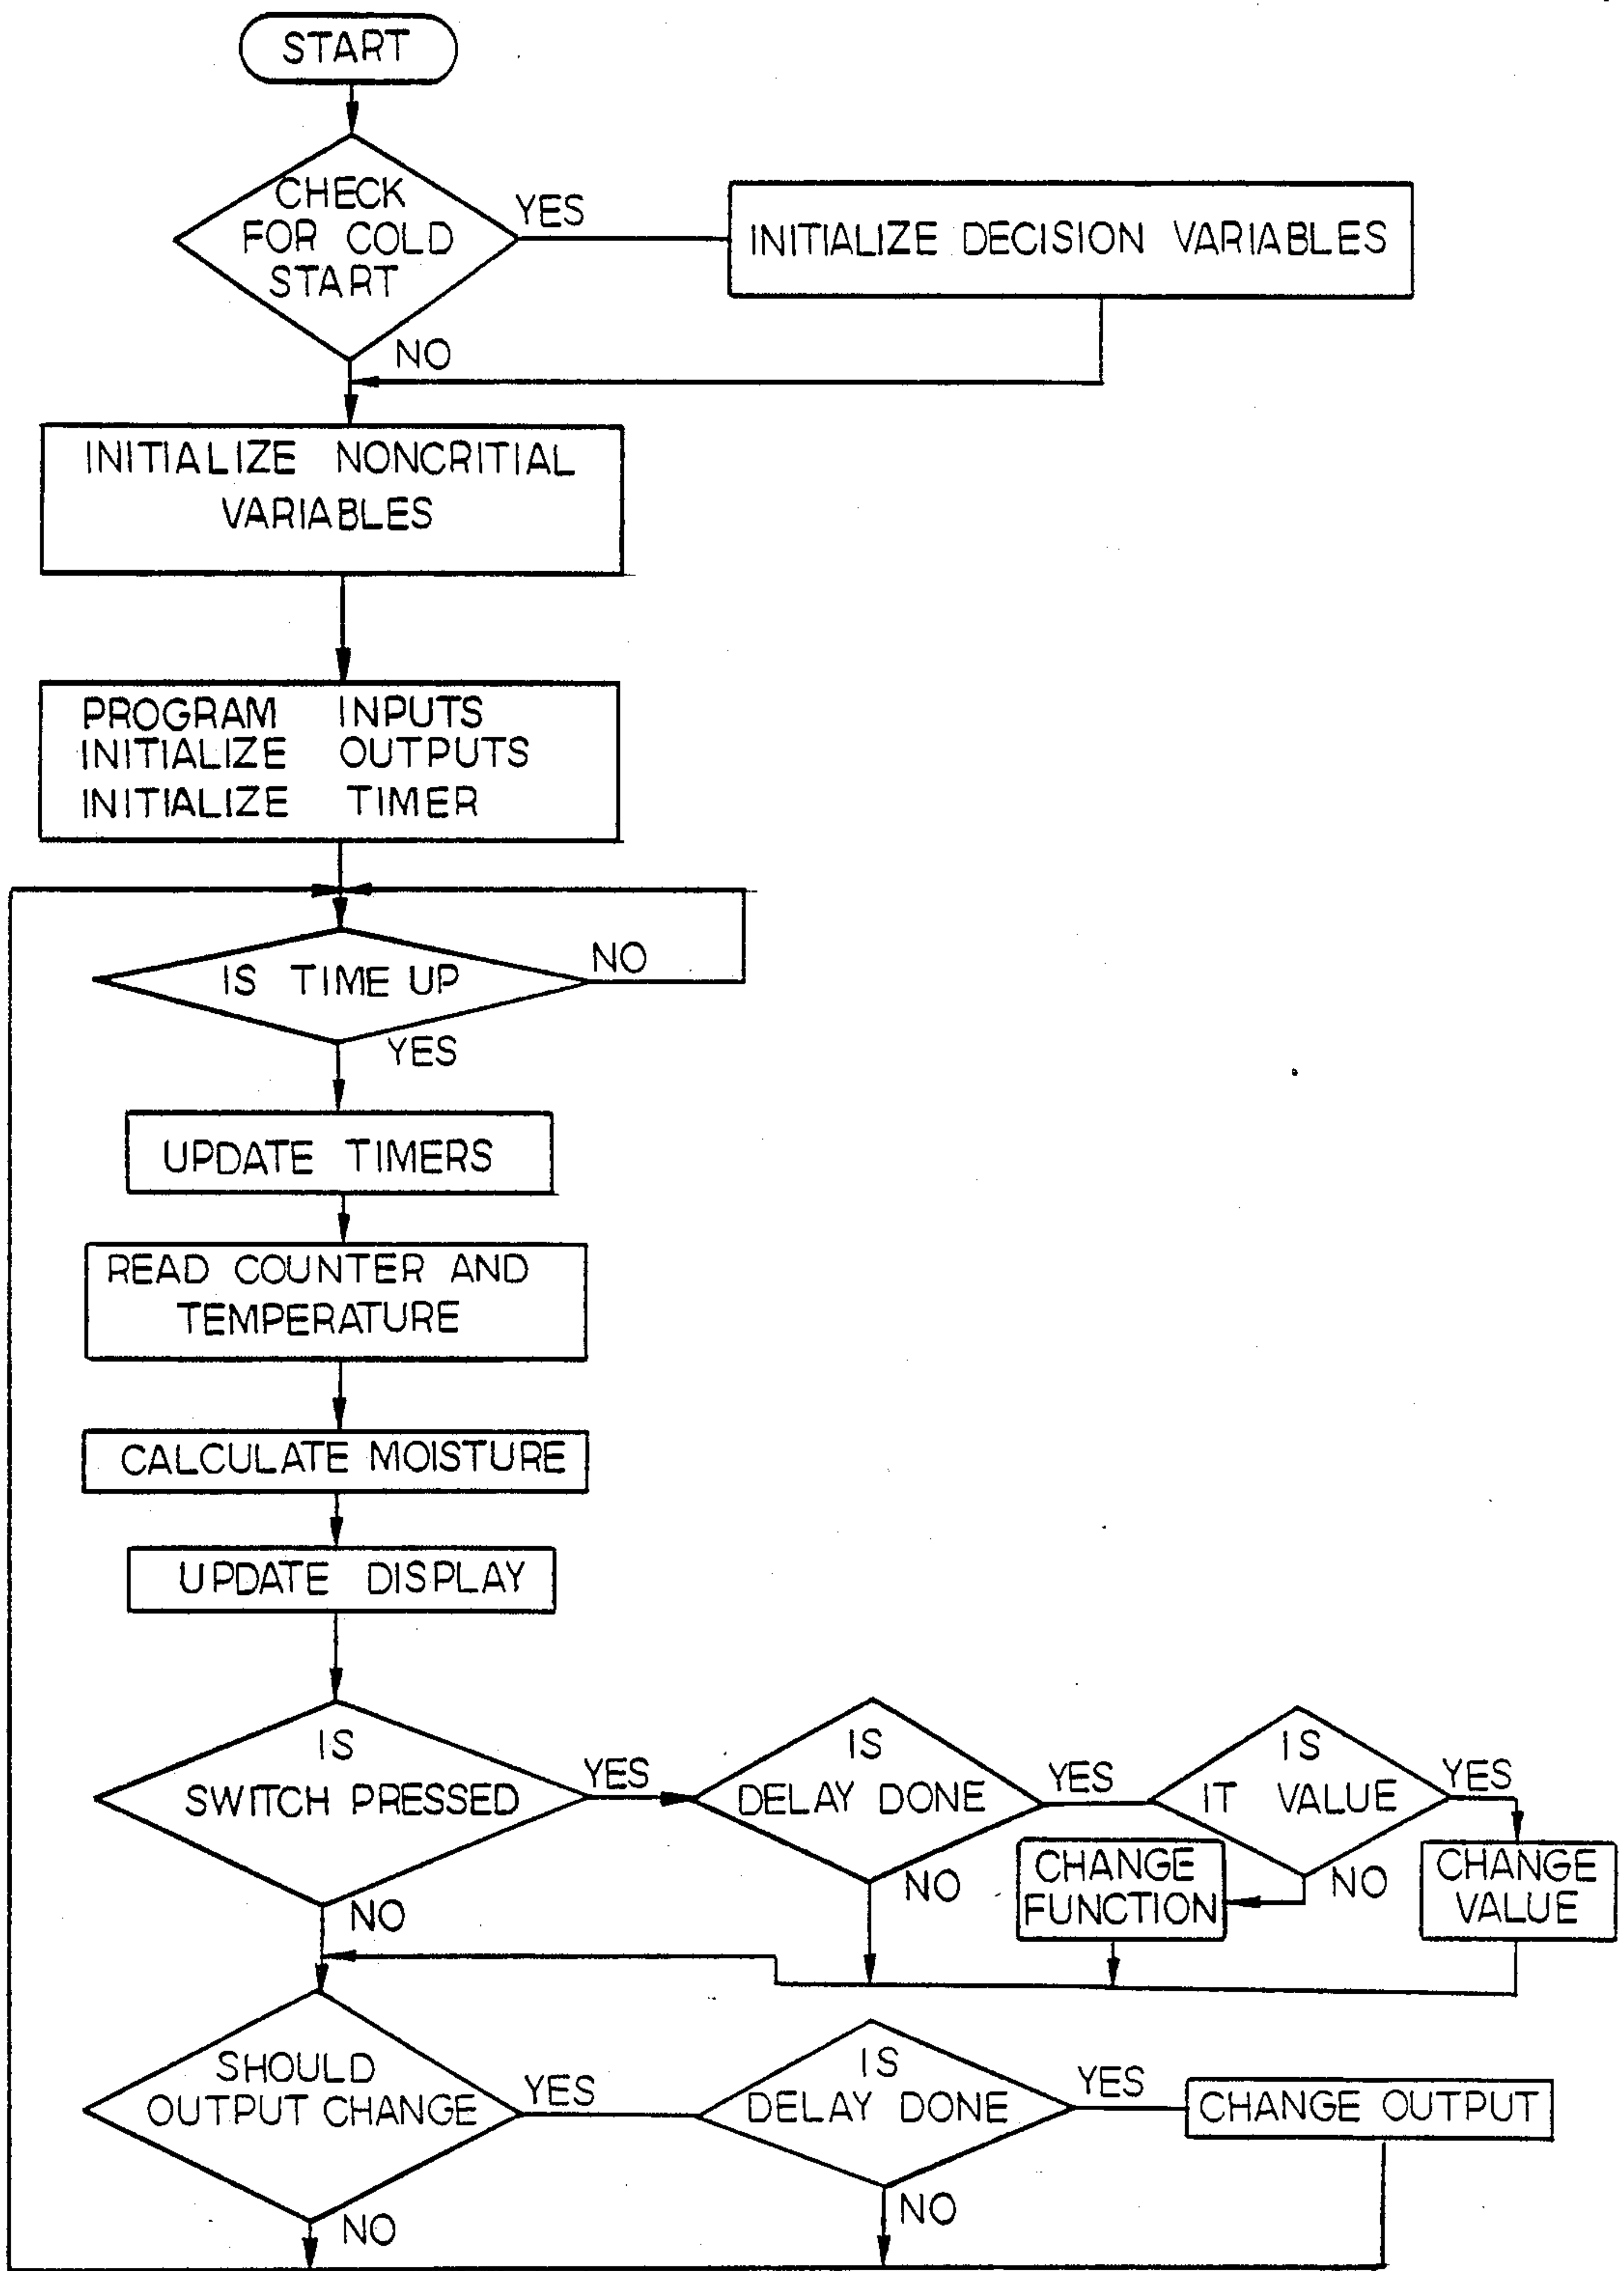 START
CHECK
FOR COLD
START
YES
INITIALIZE DECISION VARIABLES
NO
INITIALIZE NONCRITIAL
VARIABLES
PROGRAM INPUTS
INITIALIZE OUTPUTS
INITIALIZE TIMER
IS TIME UP
NO
YES
UPDATE TIMERS
READ COUNTER AND
TEMPERATURE
CALCULATE MOISTURE
UPDATE DISPLAY
IS
SWITCH PRESSED
YES
IS
DELAY DONE
YES
IS
IT VALUE
YES
NO
NO
CHANGE
FUNCTION
NO
CHANGE
VALUE
SHOULD
OUTPUT CHANGE
YES
IS
DELAY DONE
YES
CHANGE OUTPUT
NO
NO